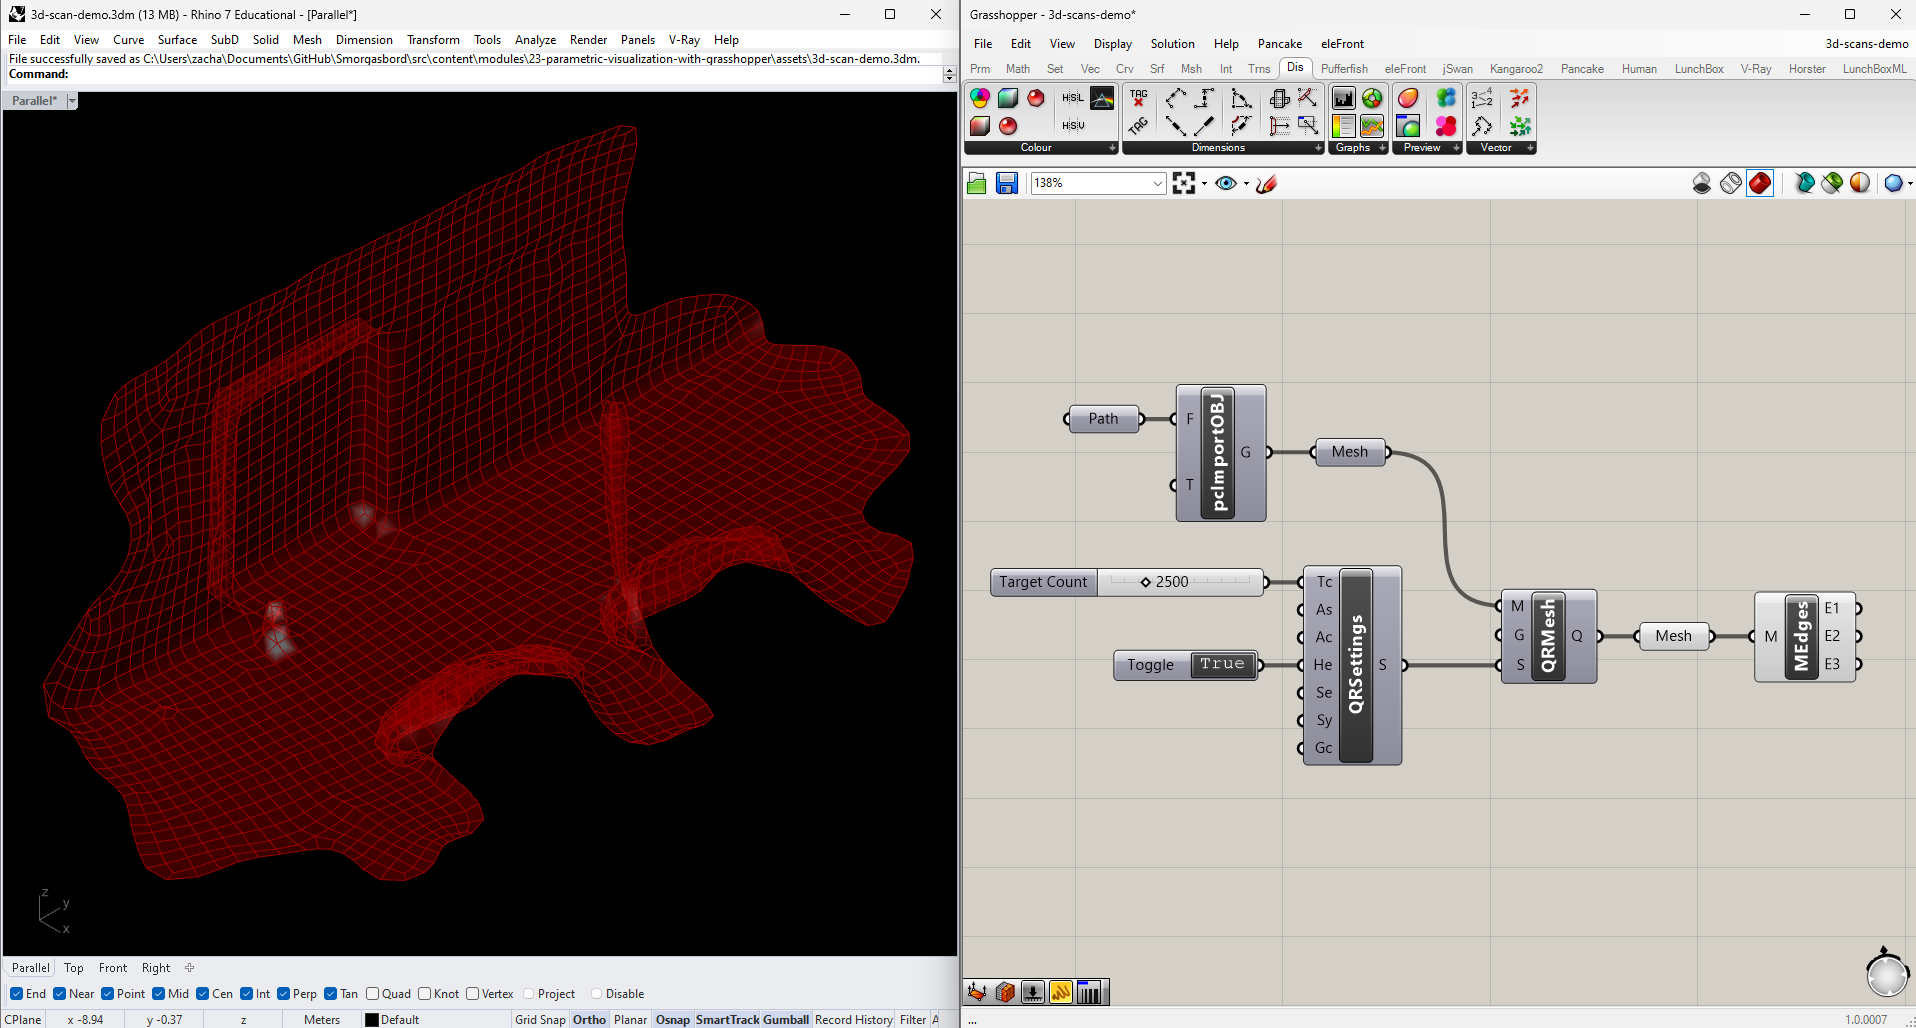 3d-scan-demo.3dm (13 MB) - Rhino 7 Educational - [Parallel*]
File Edit View Curve Surface SubD Solid Mesh Dimension Transform Tools Analyze Render Panels V-Ray Help
File successfully saved as C:\Users\zacha\Documents\GitHub\Smorgasbord\src\content\modules\23-parametric-visualization-with-grasshopper\assets\3d-scan-demo.3dm.
Command:
Parallel*
z
y
x
Parallel Top Front Right
End Near Point Mid Cen Int Perp Tan Quad Knot Vertex Project Disable
CPlane x -8.94 y -0.37 z Meters Default Grid Snap Ortho Planar Osnap SmartTrack Gumball Record History Filter A
Grasshopper - 3d-scans-demo*
File Edit View Display Solution Help Pancake eleFront 3d-scans-demo
Prm Math Set Vec Crv Srf Msh Int Trns Dis Pufferfish eleFront jSwan Kangaroo2 Pancake Human LunchBox V-Ray Horster LunchBoxML
HSL TAG 3 4
1 2
HSV TAG
Colour Dimensions Graphs Preview Vector
138%
Path F pcImportOBJ G Mesh
T
Target Count 2500 Tc
As
Ac
Toggle True He QRSettings S
Se
Sy
Gc
M QRMesh Q Mesh M MEdges E1
G E2
S E3
... 1.0.0007